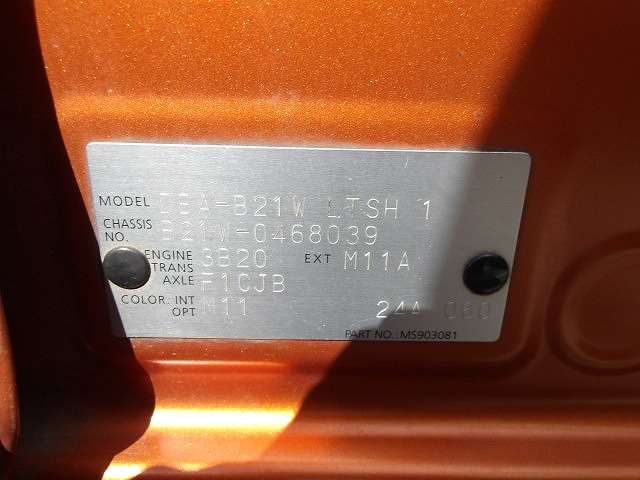 MODEL DBA-B21W LTSH 1
CHASSIS NO. B21W-0468039
ENGINE 3B20 EXT M11A
TRANS AXLE F1CJB
COLOR. INT OPT M11 24A 060
PART NO.: MS903081